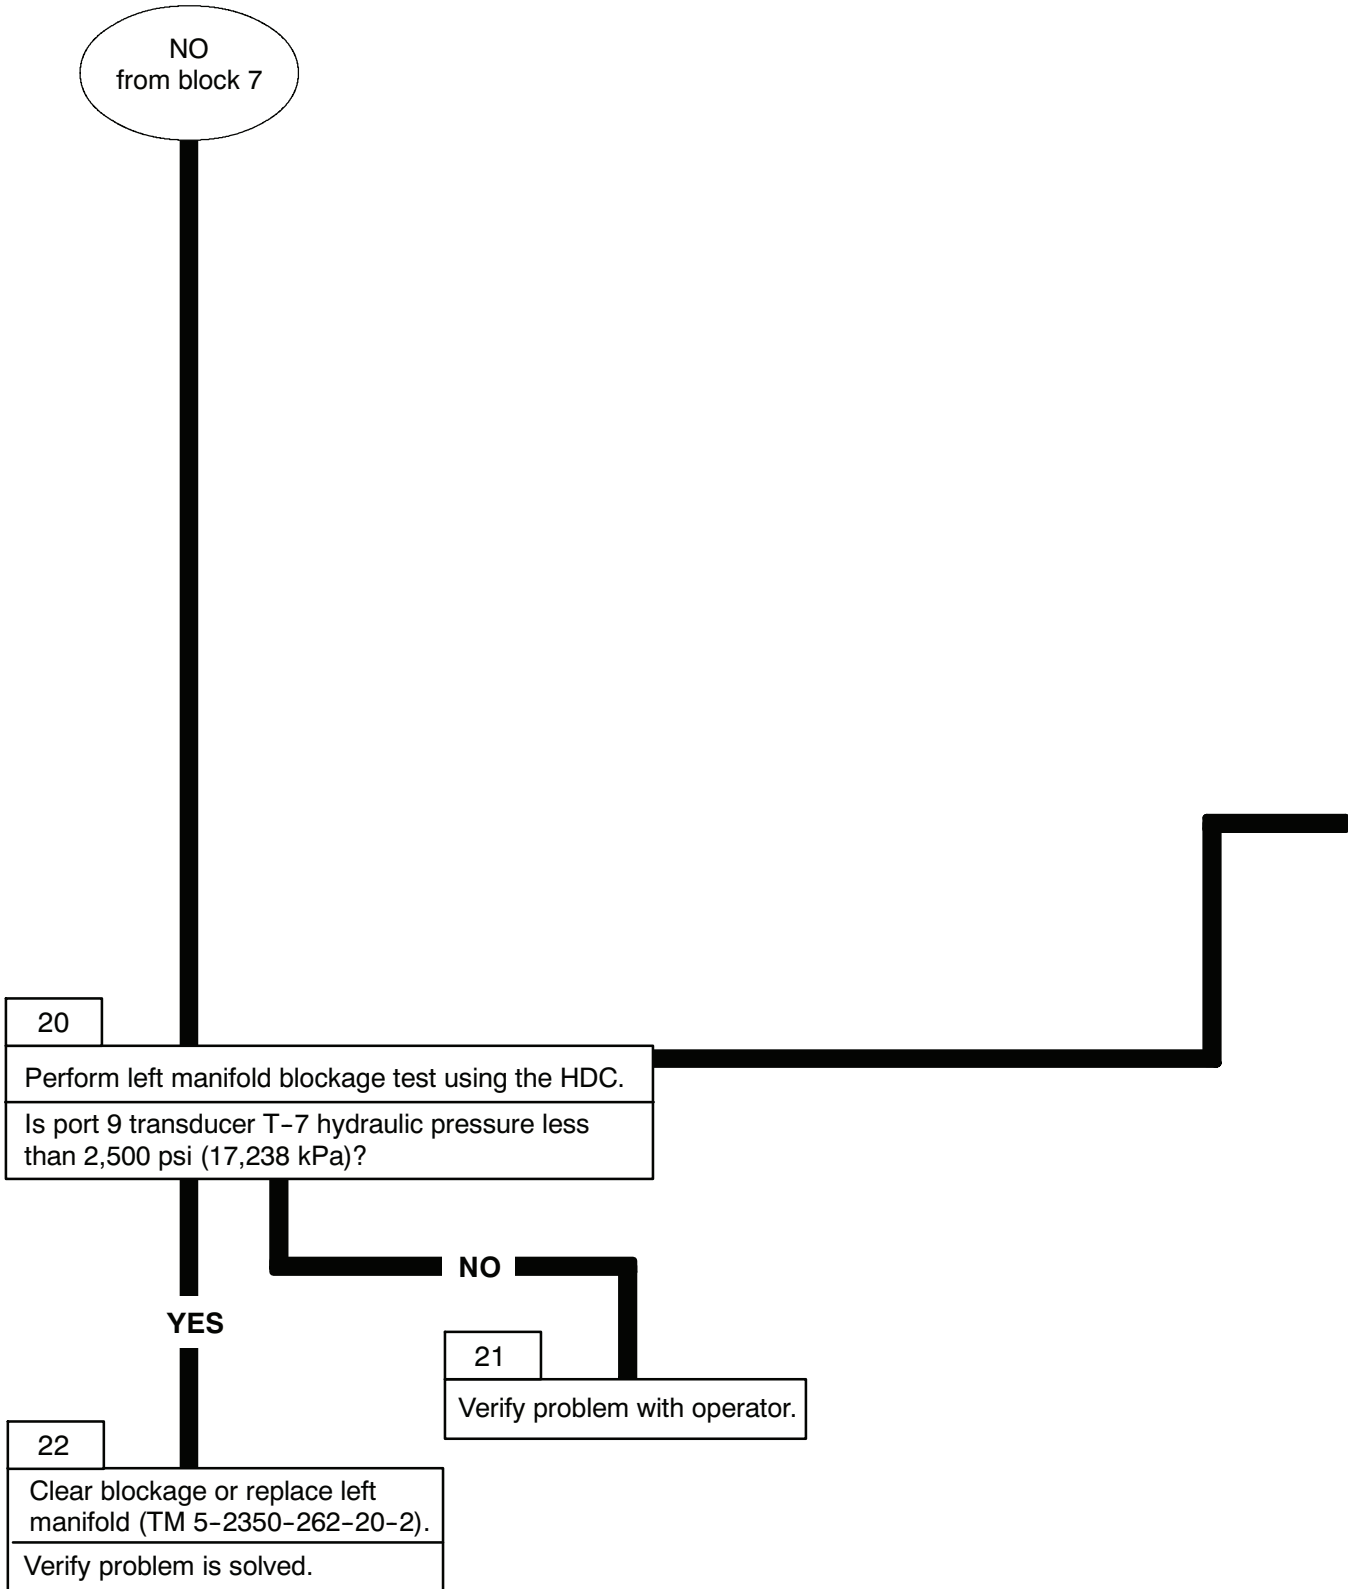 NO
from block 7
20
Perform left manifold blockage test using the HDC.
Is port 9 transducer T-7 hydraulic pressure less
than 2,500 psi (17,238 kPa)?
NO
YES
21
Verify problem with operator.
22
Clear blockage or replace left
manifold (TM 5-2350-262-20-2).
Verify problem is solved.